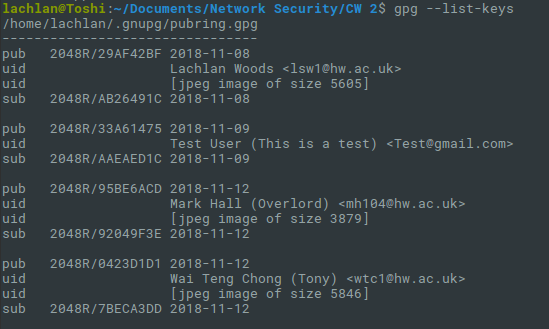 lachlan@Toshi:~/Documents/Network Security/CW 2$ gpg --list-keys
/home/lachlan/.gnupg/pubring.gpg
--------------------------------
pub   2048R/29AF42BF 2018-11-08
uid                  Lachlan Woods <lsw1@hw.ac.uk>
uid                  [jpeg image of size 5605]
sub   2048R/AB26491C 2018-11-08

pub   2048R/33A61475 2018-11-09
uid                  Test User (This is a test) <Test@gmail.com>
sub   2048R/AAEAED1C 2018-11-09

pub   2048R/95BE6ACD 2018-11-12
uid                  Mark Hall (Overlord) <mh104@hw.ac.uk>
uid                  [jpeg image of size 3879]
sub   2048R/92049F3E 2018-11-12

pub   2048R/0423D1D1 2018-11-12
uid                  Wai Teng Chong (Tony) <wtc1@hw.ac.uk>
uid                  [jpeg image of size 5846]
sub   2048R/7BECA3DD 2018-11-12